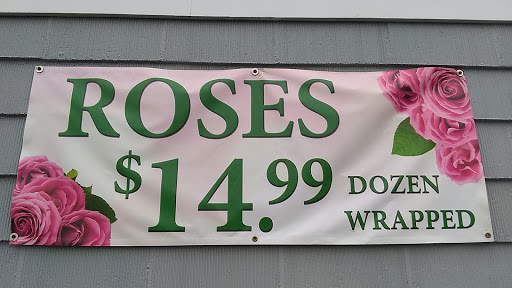 ROSES
$14.99 DOZEN
WRAPPED